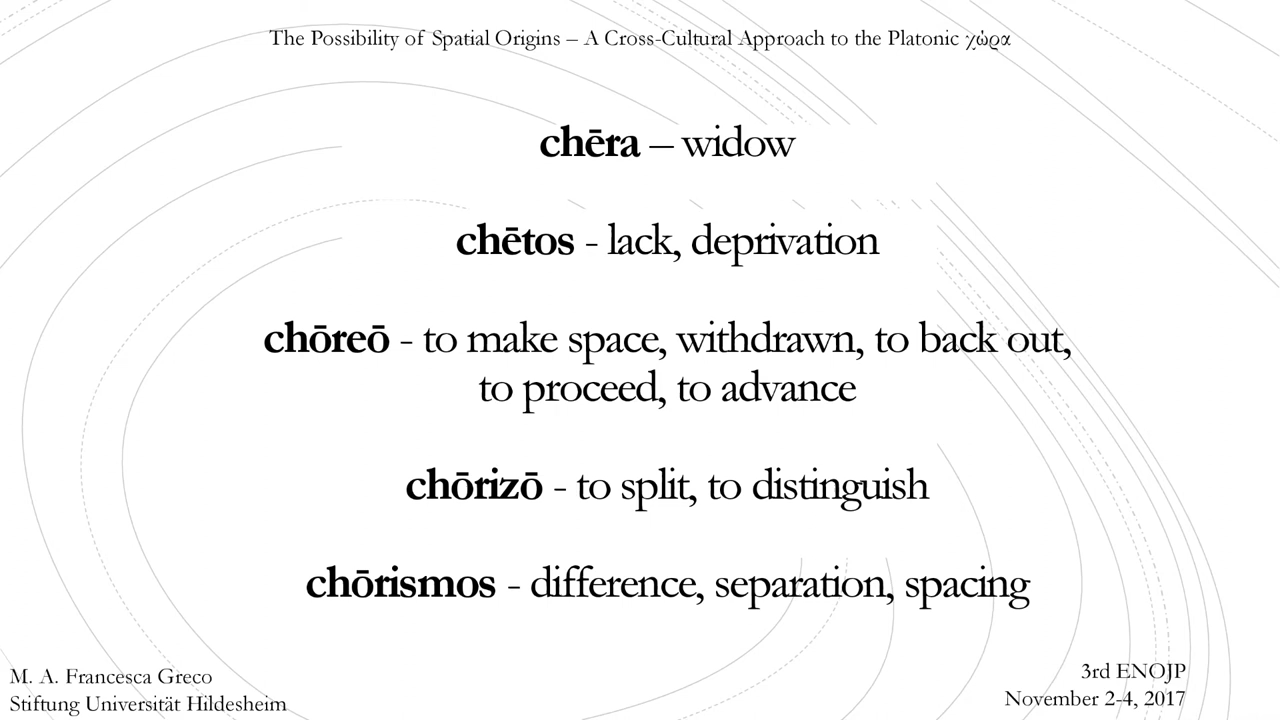 The Possibility of Spatial Origins – A Cross-Cultural Approach to the Platonic χώρα
chēra – widow
chētos - lack, deprivation
chōreō - to make space, withdrawn, to back out,
to proceed, to advance
chōrizō - to split, to distinguish
chōrismos - difference, separation, spacing
M. A. Francesca Greco
Stiftung Universität Hildesheim
3rd ENOJP
November 2-4, 2017